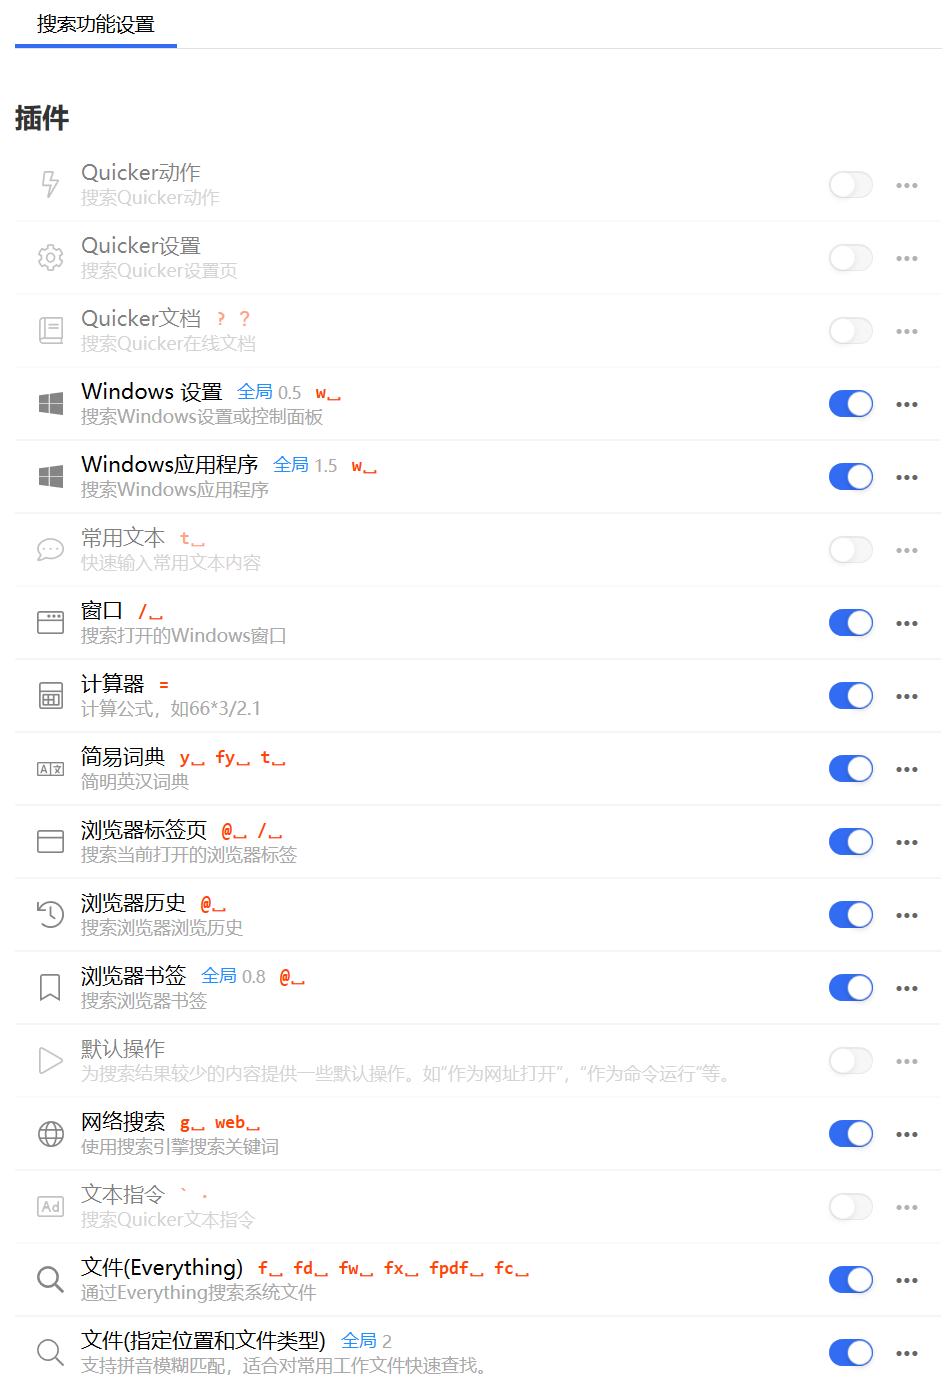 搜索功能设置
插件
Quicker动作
搜索Quicker动作
Quicker设置
搜索Quicker设置页
Quicker文档 ? ？
搜索Quicker在线文档
Windows 设置 全局 0.5 w⎵
搜索Windows设置或控制面板
Windows应用程序 全局 1.5 w⎵
搜索Windows应用程序
常用文本 t⎵
快速输入常用文本内容
窗口 /⎵
搜索打开的Windows窗口
计算器 =
计算公式，如66*3/2.1
简易词典 y⎵ fy⎵ t⎵
简明英汉词典
浏览器标签页 @⎵ /⎵
搜索当前打开的浏览器标签
浏览器历史 @⎵
搜索浏览器浏览历史
浏览器书签 全局 0.8 @⎵
搜索浏览器书签
默认操作
为搜索结果较少的内容提供一些默认操作。如“作为网址打开”，“作为命令运行”等。
网络搜索 g⎵ web⎵
使用搜索引擎搜索关键词
文本指令 ` ·
搜索Quicker文本指令
文件(Everything) f⎵ fd⎵ fw⎵ fx⎵ fpdf⎵ fc⎵
通过Everything搜索系统文件
文件(指定位置和文件类型) 全局 2
支持拼音模糊匹配，适合对常用工作文件快速查找。